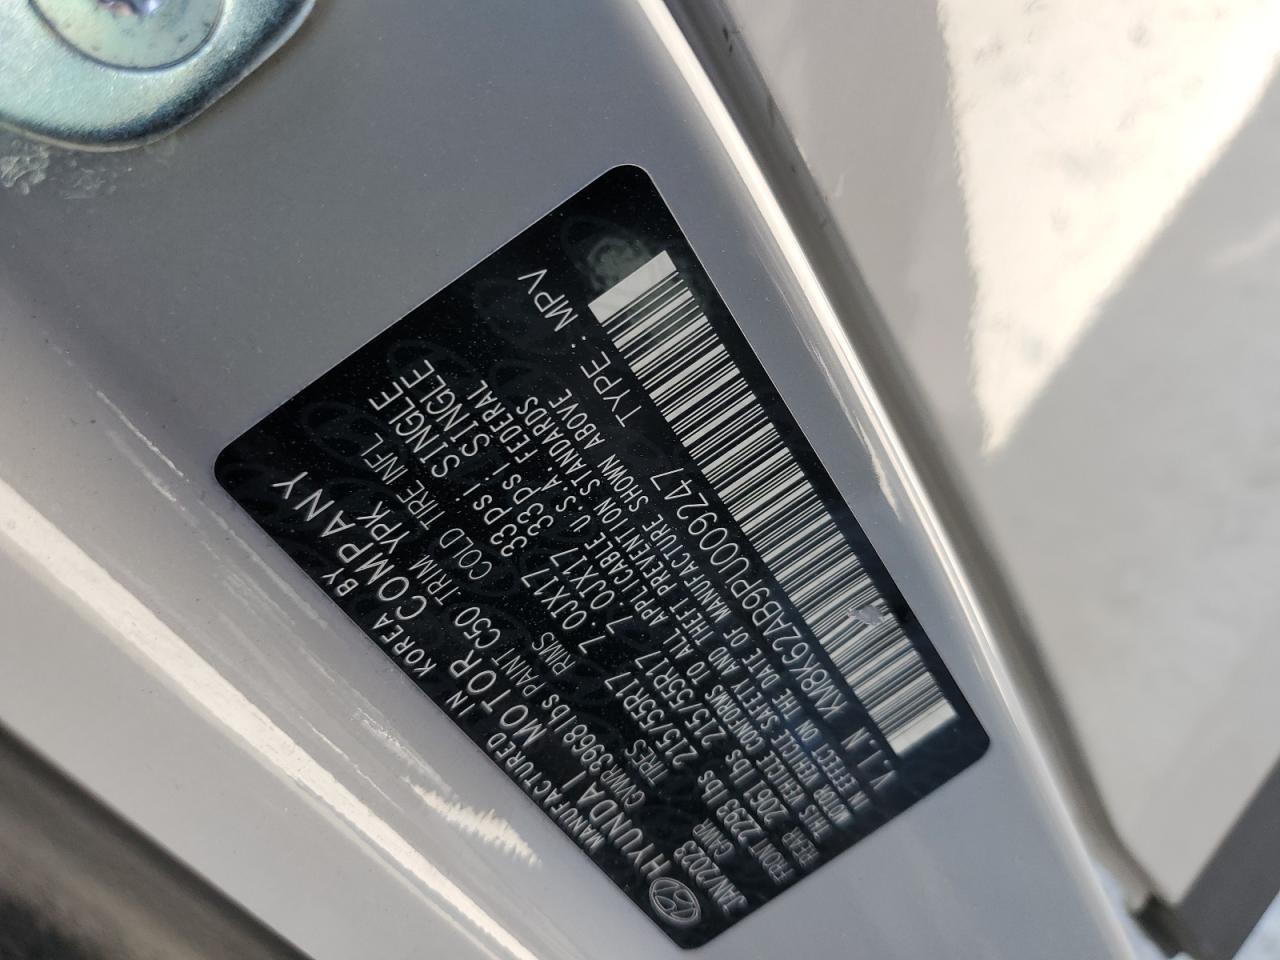 MANUFACTURED IN KOREA BY
HYUNDAI MOTOR COMPANY
JAN/2023 GVWR 3968lbs PAINT C50 TRIM YPK
GAWR TIRES RIMS COLD TIRE INFL
FRONT 2293 lbs 215/55R17 7.0JX17 33psi SINGLE
REAR 2061 lbs 215/55R17 7.0JX17 33psi SINGLE
THIS VEHICLE CONFORMS TO ALL APPLICABLE U.S.A. FEDERAL
MOTOR VEHICLE SAFETY AND THEFT PREVENTION STANDARDS
IN EFFECT ON THE DATE OF MANUFACTURE SHOWN ABOVE
V.I.N KM8K62AB9PU009247 TYPE : MPV